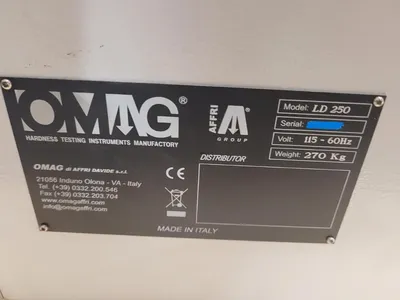 OMAG®
HARDNESS TESTING INSTRUMENTS MANUFACTORY
AFFRI
GROUP
Model: LD 250
Serial:
Volt: 115 - 60Hz
Weight: 270 Kg
OMAG di AFFRI DAVIDE s.r.l.
21056 Induno Olona - VA - Italy
Tel. (+39) 0332.200.546
Fax (+39) 0332.203.704
www.omagaffri.com
info@omagaffri.com
DISTRIBUTOR
MADE IN ITALY